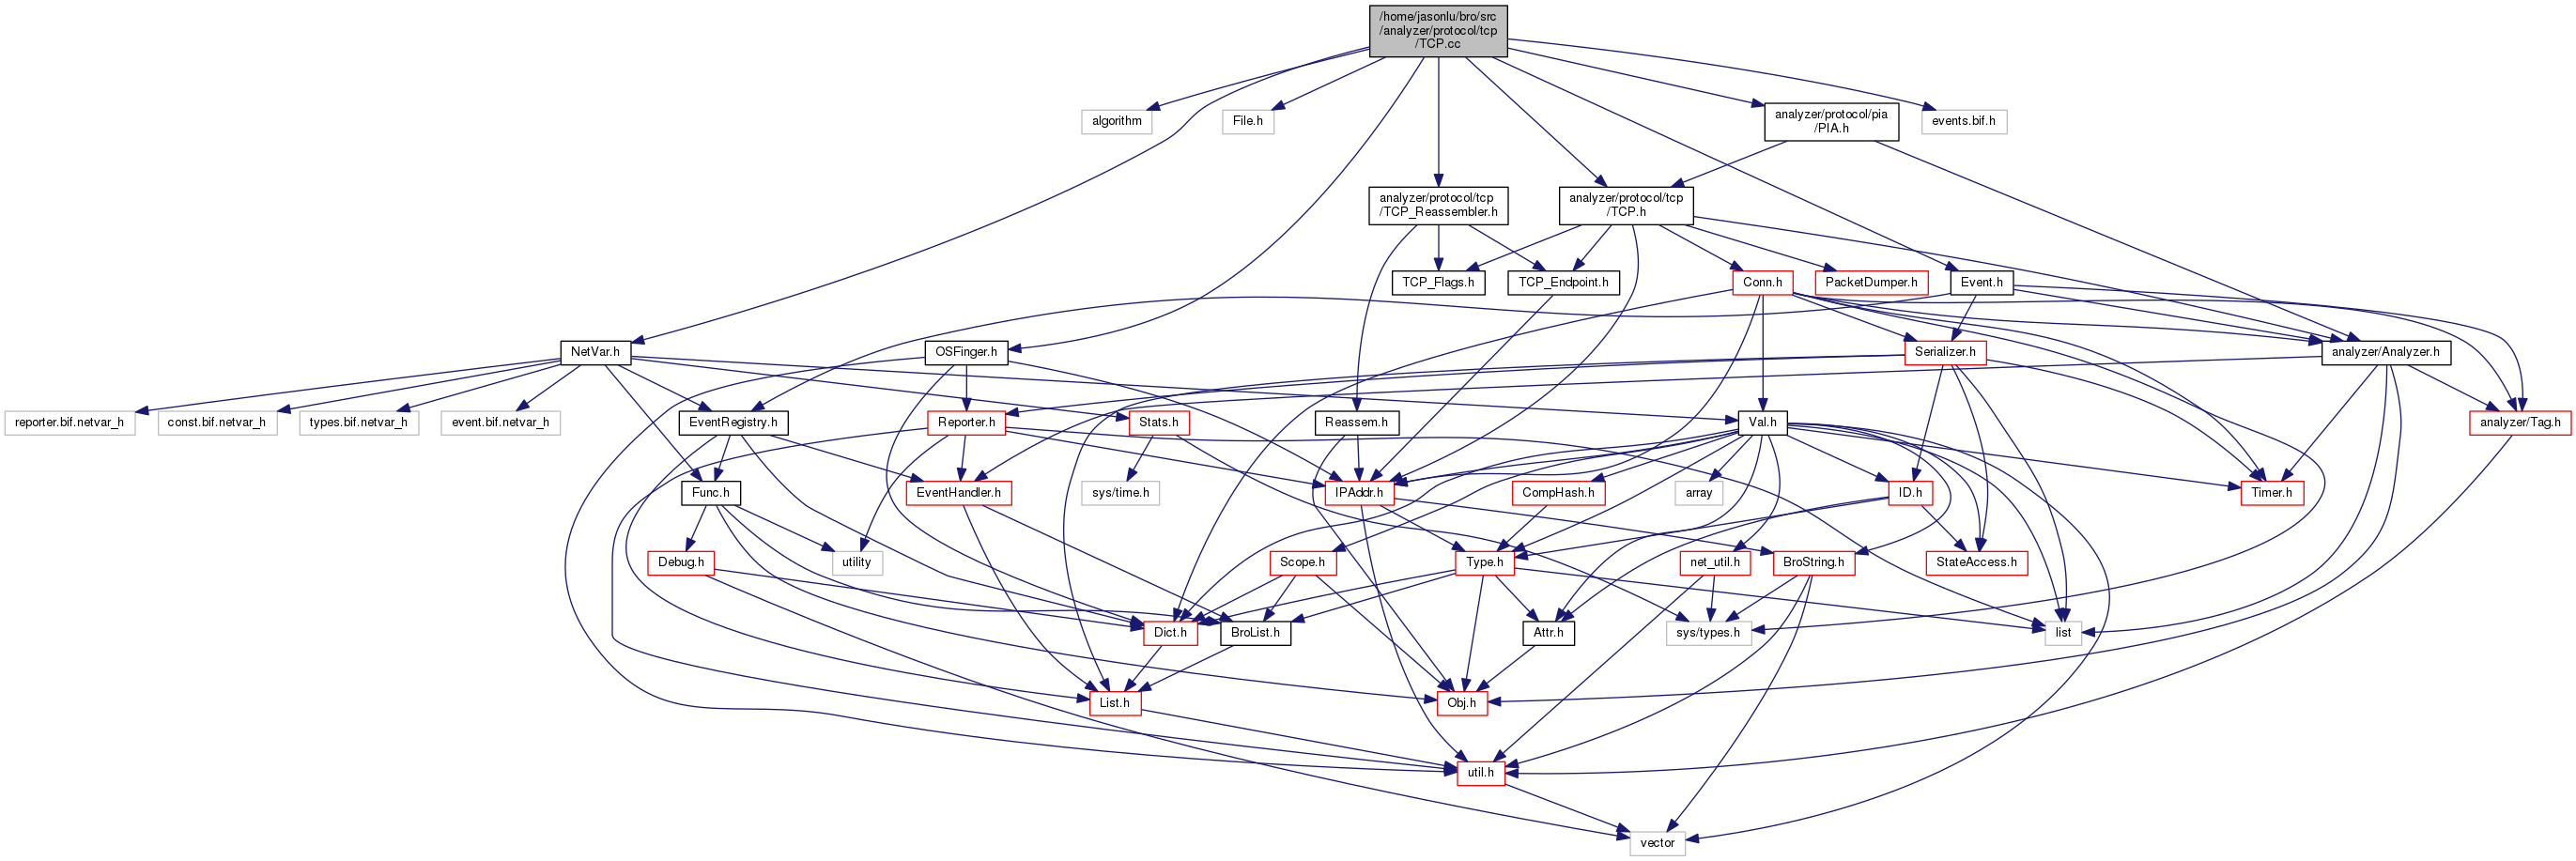 /home/jasonlu/bro/src
/analyzer/protocol/tcp
/TCP.cc
algorithm
File.h
analyzer/protocol/pia
/PIA.h
events.bif.h
analyzer/protocol/tcp
/TCP_Reassembler.h
analyzer/protocol/tcp
/TCP.h
TCP_Flags.h
TCP_Endpoint.h
Conn.h
PacketDumper.h
Event.h
NetVar.h
OSFinger.h
Serializer.h
analyzer/Analyzer.h
reporter.bif.netvar_h
const.bif.netvar_h
types.bif.netvar_h
event.bif.netvar_h
EventRegistry.h
Reporter.h
Stats.h
Reassem.h
Val.h
analyzer/Tag.h
Func.h
EventHandler.h
sys/time.h
IPAddr.h
CompHash.h
array
ID.h
Timer.h
Debug.h
utility
Scope.h
Type.h
net_util.h
BroString.h
StateAccess.h
Dict.h
BroList.h
Attr.h
sys/types.h
list
List.h
Obj.h
util.h
vector